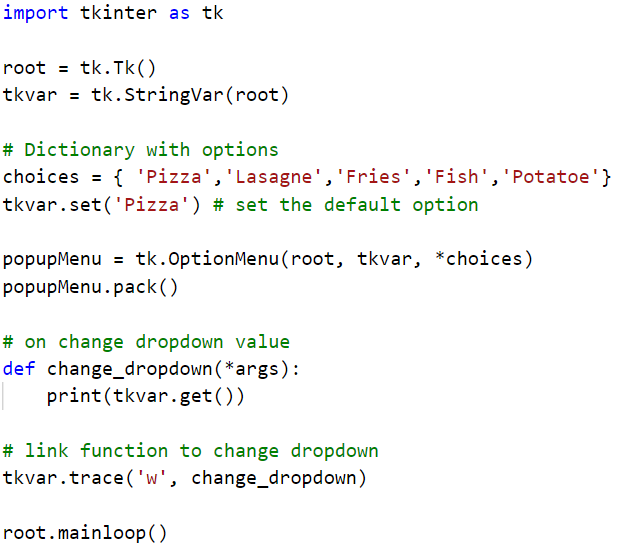 import tkinter as tk
root = tk.Tk()
tkvar = tk.StringVar(root)
# Dictionary with options
choices = { 'Pizza','Lasagne','Fries','Fish','Potatoe'}
tkvar.set('Pizza') # set the default option
popupMenu = tk.OptionMenu(root, tkvar, *choices)
popupMenu.pack()
# on change dropdown value
def change_dropdown(*args):
    print(tkvar.get())
# link function to change dropdown
tkvar.trace('w', change_dropdown)
root.mainloop()